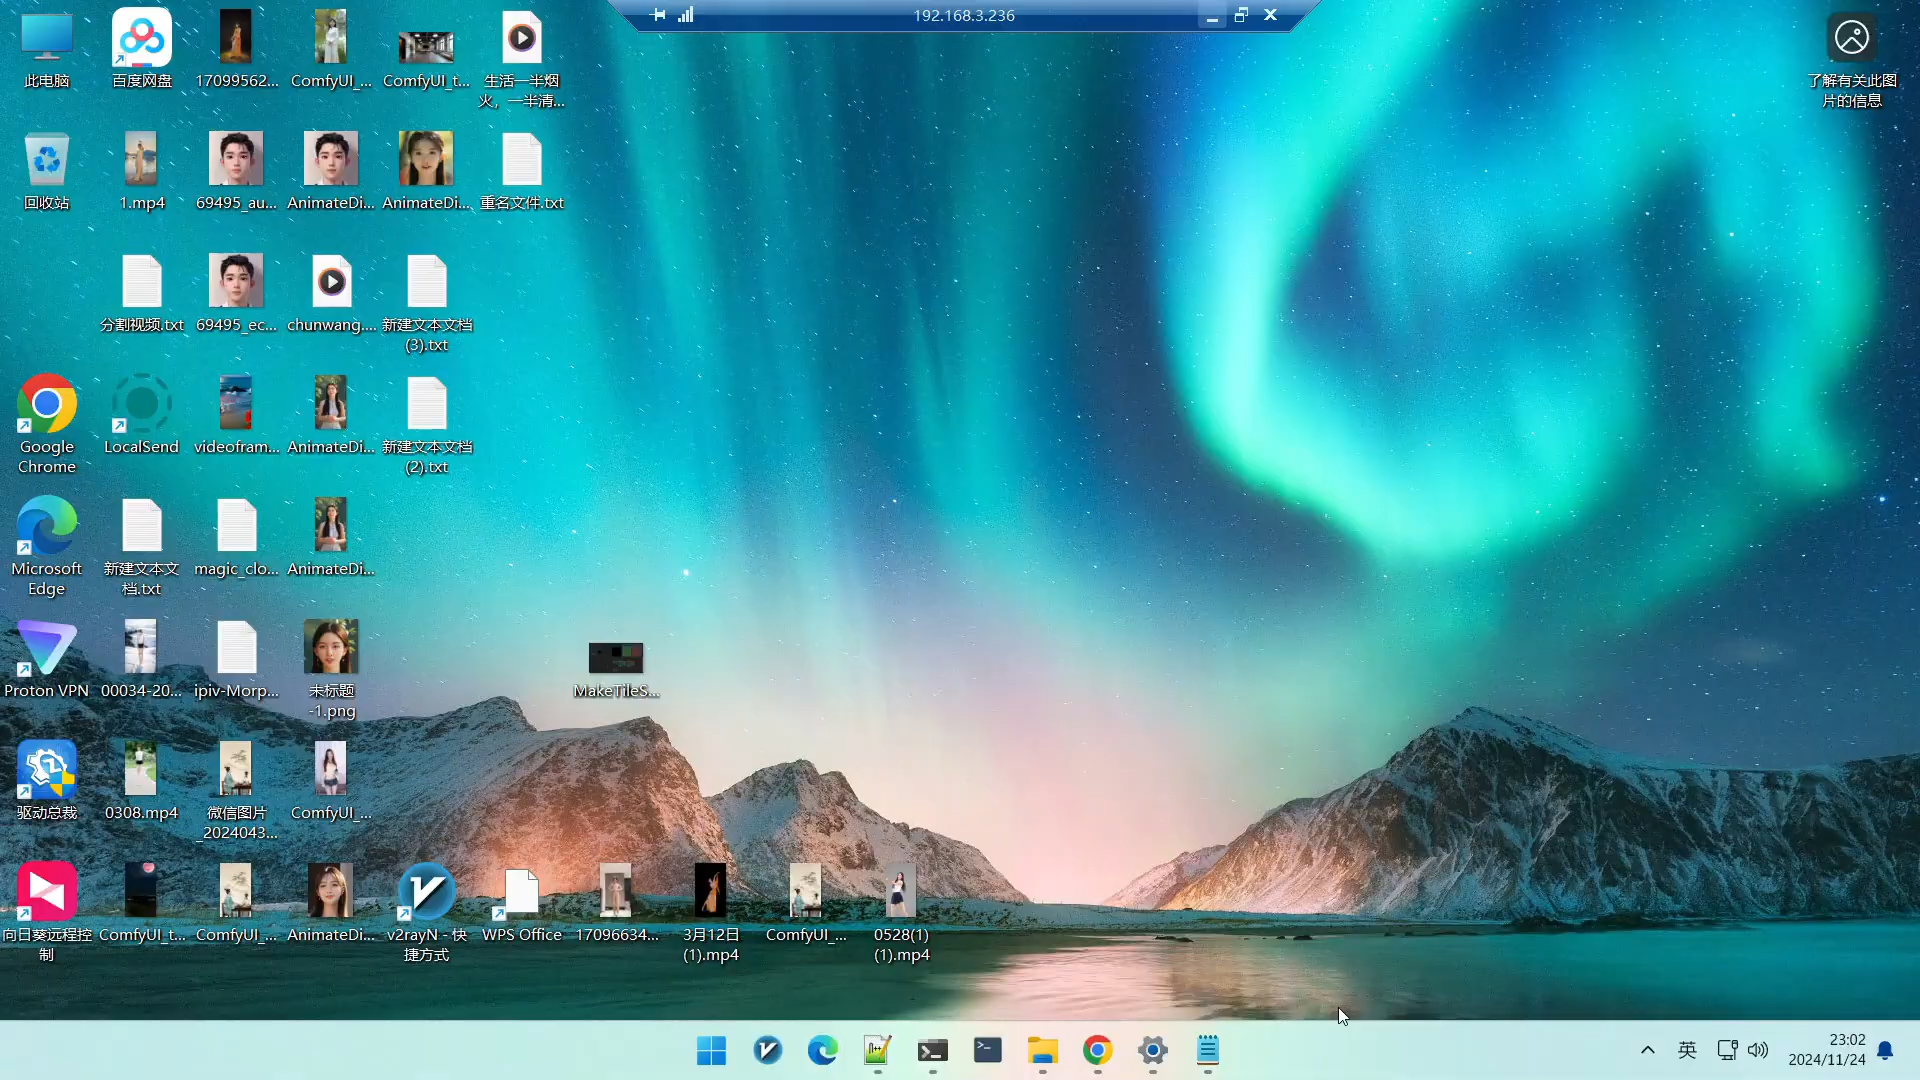 192.168.3.236
此电脑
百度网盘
17099562...
ComfyUI_...
ComfyUI_t...
生活一半烟
火，一半清...
了解有关此图
片的信息
回收站
1.mp4
69495_au...
AnimateDi...
AnimateDi...
重名文件.txt
分割视频.txt
69495_ec...
chunwang....
新建文本文档
(3).txt
Google
Chrome
LocalSend
videofram...
AnimateDi...
新建文本文档
(2).txt
Microsoft
Edge
新建文本文
档.txt
magic_clo...
AnimateDi...
Proton VPN
00034-20...
ipiv-Morp...
未标题
-1.png
MakeTileS...
驱动总裁
0308.mp4
微信图片
_2024043...
ComfyUI_...
向日葵远程控
制
ComfyUI_t...
ComfyUI_...
AnimateDi...
v2rayN - 快
捷方式
WPS Office
17096634...
3月12日
(1).mp4
ComfyUI_...
0528(1)
(1).mp4
英
23:02
2024/11/24